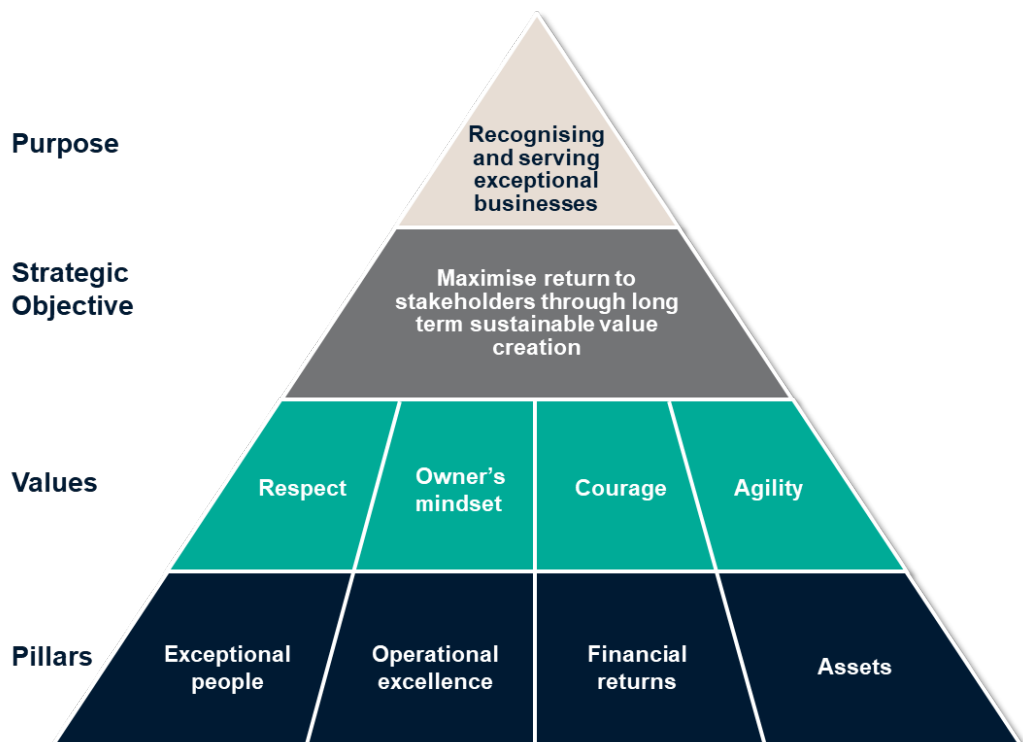 Purpose
Recognising
and serving
exceptional
businesses
Strategic
Objective
Maximise return to
stakeholders through long
term sustainable value
creation
Values
Respect
Owner’s
mindset
Courage
Agility
Pillars
Exceptional
people
Operational
excellence
Financial
returns
Assets